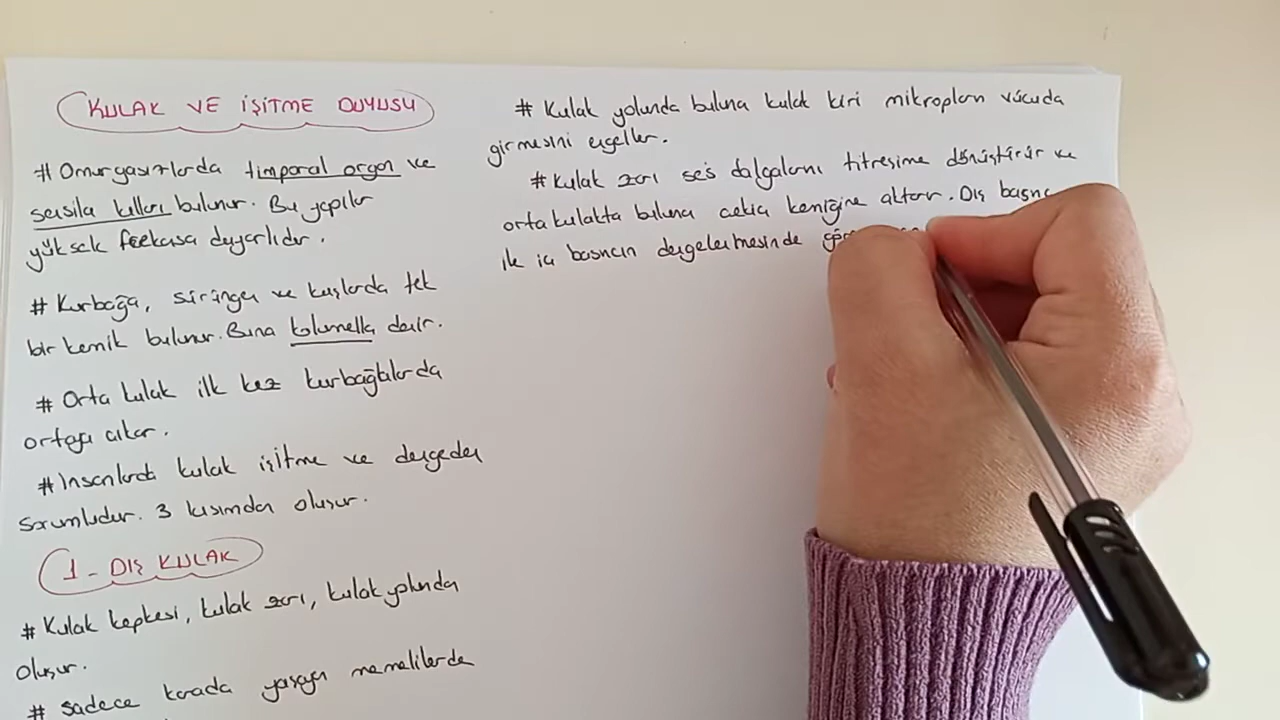 KULAK VE İŞİTME DUYUSU
# Omurgasızlarda timporal organ ve
sensila kılları bulunur. Bu yapılar
yüksek frekansa duyarlıdır.
# Kurbağa, sürüngen ve kuşlarda tek
bir kemik bulunur. Buna kolumella denir.
# Orta kulak ilk kez kurbağalarda
ortaya çıkar.
# İnsanlarda kulak işitme ve dengeden
sorumludur. 3 kısımdan oluşur.
1 - DIŞ KULAK
# Kulak kepçesi, kulak zarı, kulak yolundan
oluşur.
# Sadece karada yaşayan memelilerde
# Kulak yolunda buluna kulak kiri mikropların vücuda
girmesini engeller.
# Kulak zarı ses dalgalarını titreşime dönüştürür ve
orta kulakta buluna çekiç kemiğine aktarır. Dış basınç
ile iç basıncın dengelenmesinde